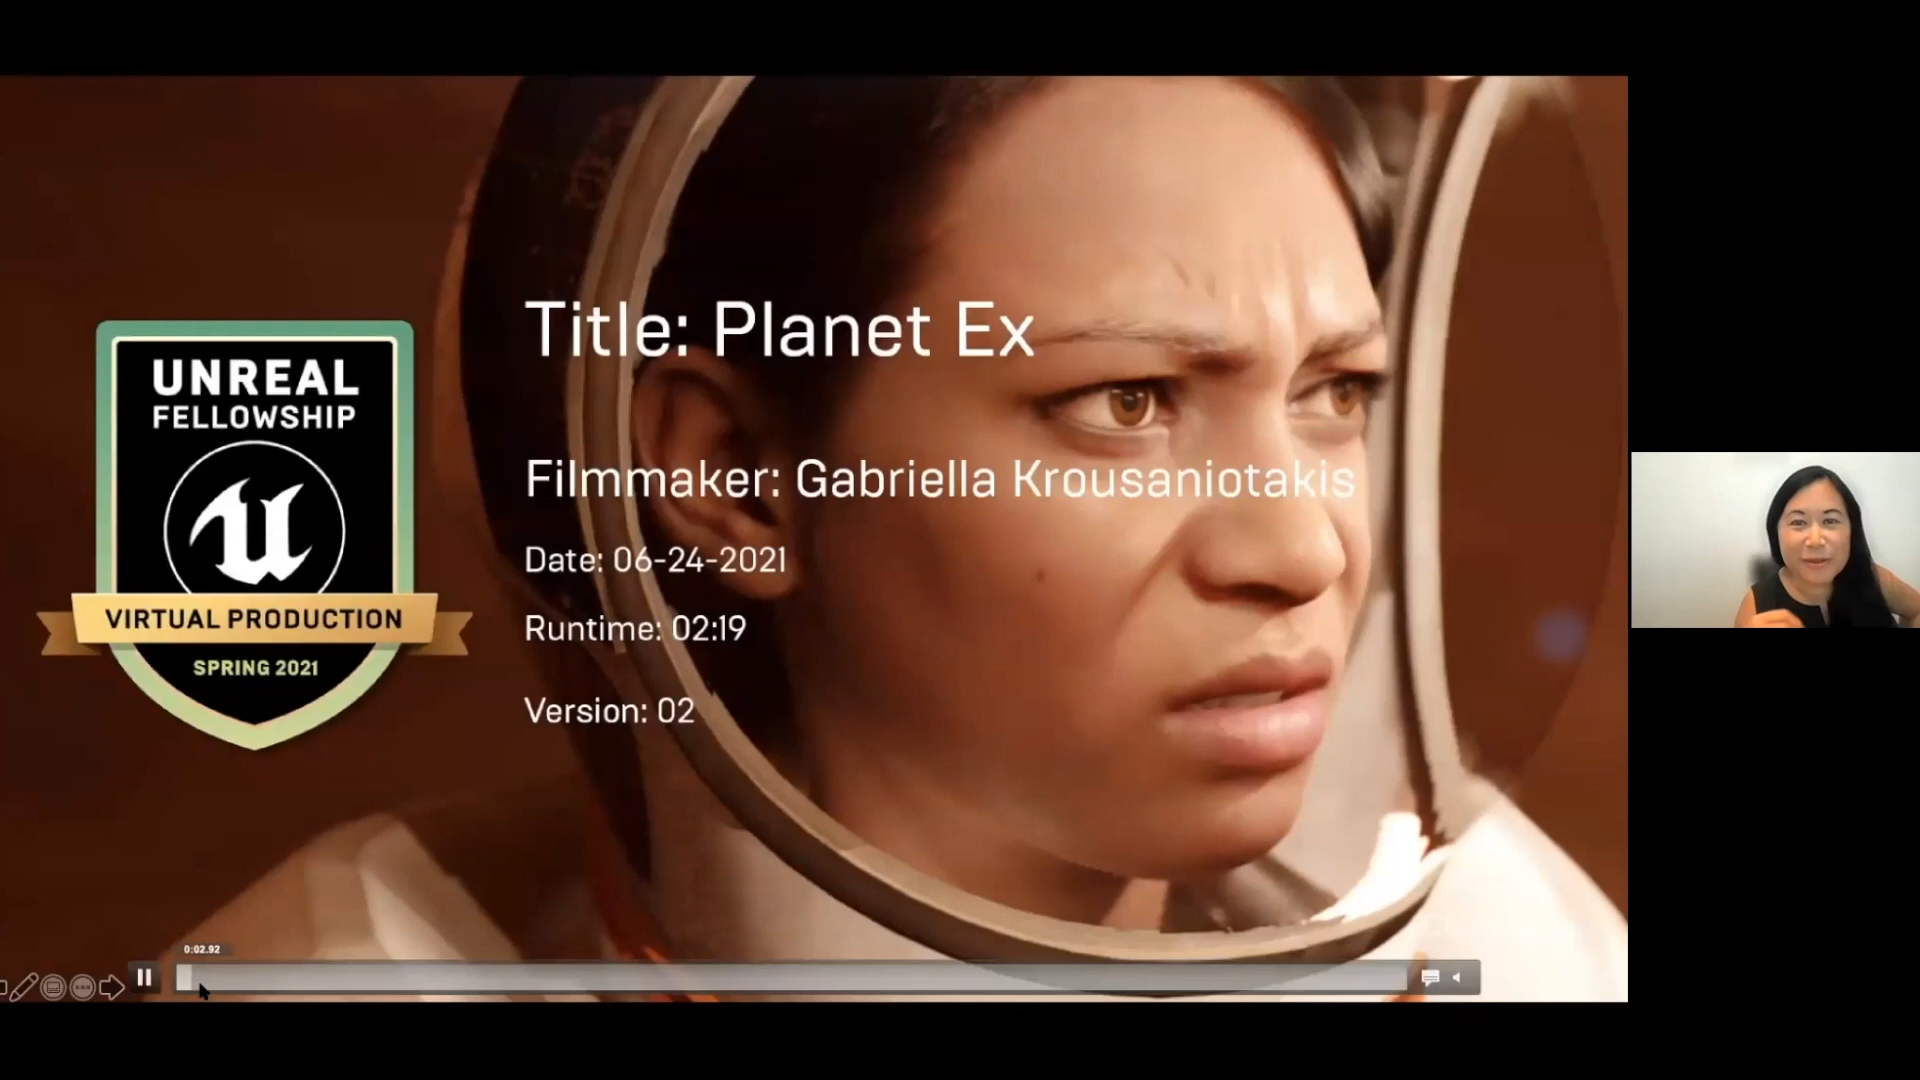 Title: Planet Ex
UNREAL
FELLOWSHIP
Filmmaker: Gabriella Krousaniotakis
Date: 06-24-2021
VIRTUAL PRODUCTION
Runtime: 02:19
SPRING 2021
Version: 02
0:02.92